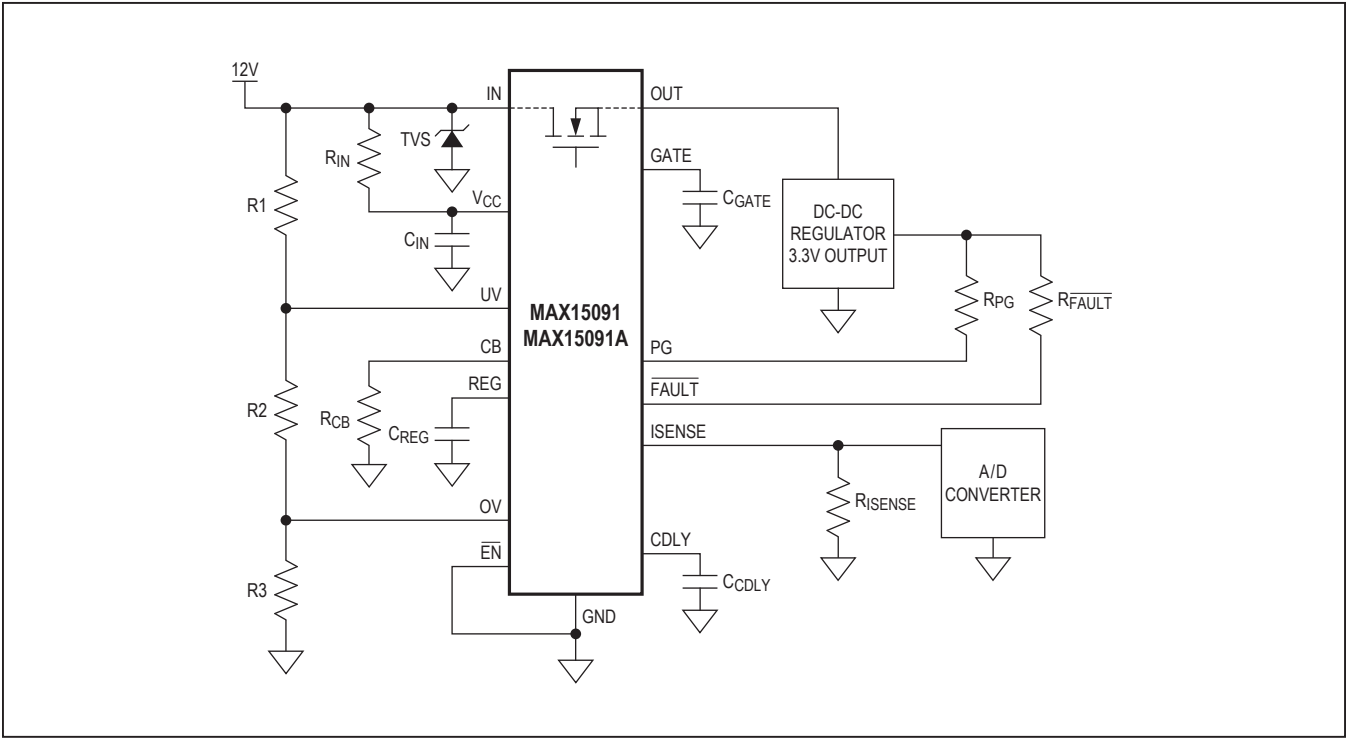 12V
IN
OUT
TVS
RIN
GATE
R1
VCC
CGATE
DC-DC
REGULATOR
3.3V OUTPUT
CIN
UV
MAX15091
MAX15091A
RPG
RFAULT
CB
PG
REG
FAULT
R2
RCB
CREG
ISENSE
A/D
CONVERTER
RISENSE
OV
EN
CDLY
CCDLY
R3
GND